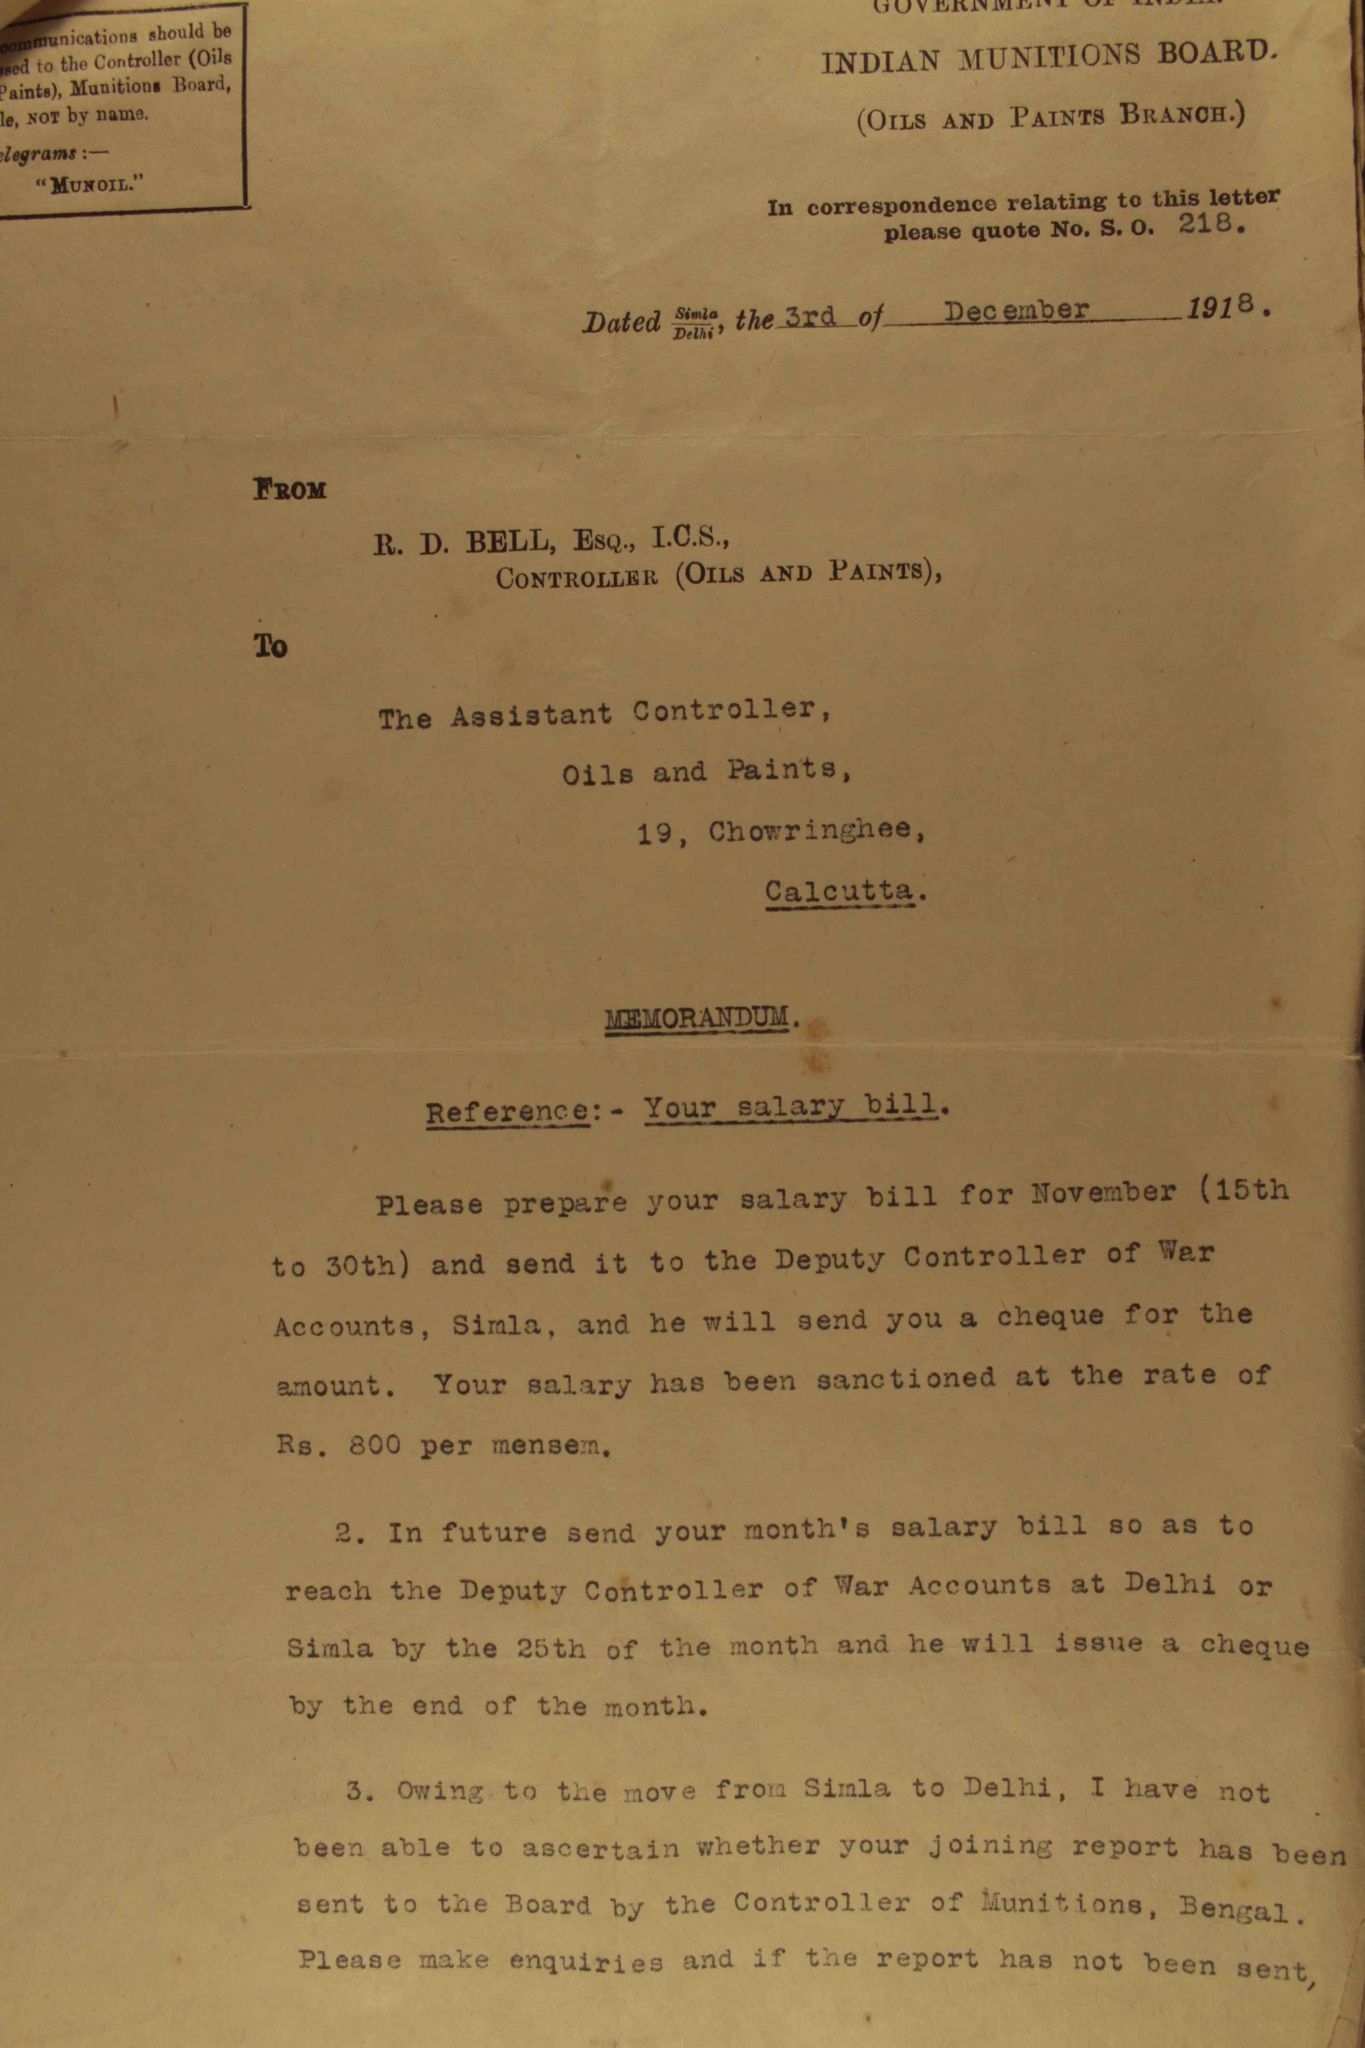 communications should be
to the Controller (Oils
Paints), Munitions Board,
NOT by name.
elegrams :—
"MUNOIL."
GOVERNMENT OF INDIA.
INDIAN MUNITIONS BOARD.
(OILS AND PAINTS BRANCH.)
In correspondence relating to this letter
please quote No. S. O. 218.
Dated Simla/Delhi, the 3rd of December 1918.
FROM
R. D. BELL, ESQ., I.C.S.,
CONTROLLER (OILS AND PAINTS),
To
The Assistant Controller,
Oils and Paints,
19, Chowringhee,
Calcutta.
MEMORANDUM.
Reference:- Your salary bill.
Please prepare your salary bill for November (15th
to 30th) and send it to the Deputy Controller of War
Accounts, Simla, and he will send you a cheque for the
amount. Your salary has been sanctioned at the rate of
Rs. 800 per mensem.
2. In future send your month's salary bill so as to
reach the Deputy Controller of War Accounts at Delhi or
Simla by the 25th of the month and he will issue a cheque
by the end of the month.
3. Owing to the move from Simla to Delhi, I have not
been able to ascertain whether your joining report has been
sent to the Board by the Controller of Munitions, Bengal.
Please make enquiries and if the report has not been sent,